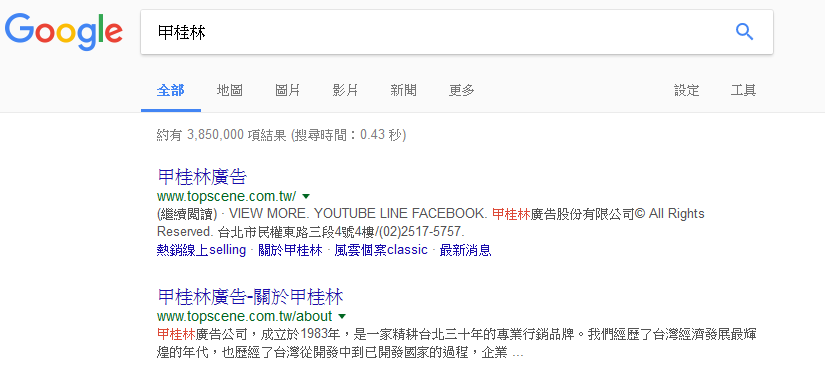 Google
甲桂林
全部 地圖 圖片 影片 新聞 更多 設定 工具
約有 3,850,000 項結果 (搜尋時間：0.43 秒)
甲桂林廣告
www.topscene.com.tw/
(繼續閱讀) · VIEW MORE. YOUTUBE LINE FACEBOOK. 甲桂林廣告股份有限公司© All Rights
Reserved. 台北市民權東路三段4號4樓/(02)2517-5757.
熱銷線上selling · 關於甲桂林 · 風雲個案classic · 最新消息
甲桂林廣告-關於甲桂林
www.topscene.com.tw/about
甲桂林廣告公司，成立於1983年，是一家精耕台北三十年的專業行銷品牌。我們經歷了台灣經濟發展最輝
煌的年代，也歷經了台灣從開發中到已開發國家的過程，企業 ...